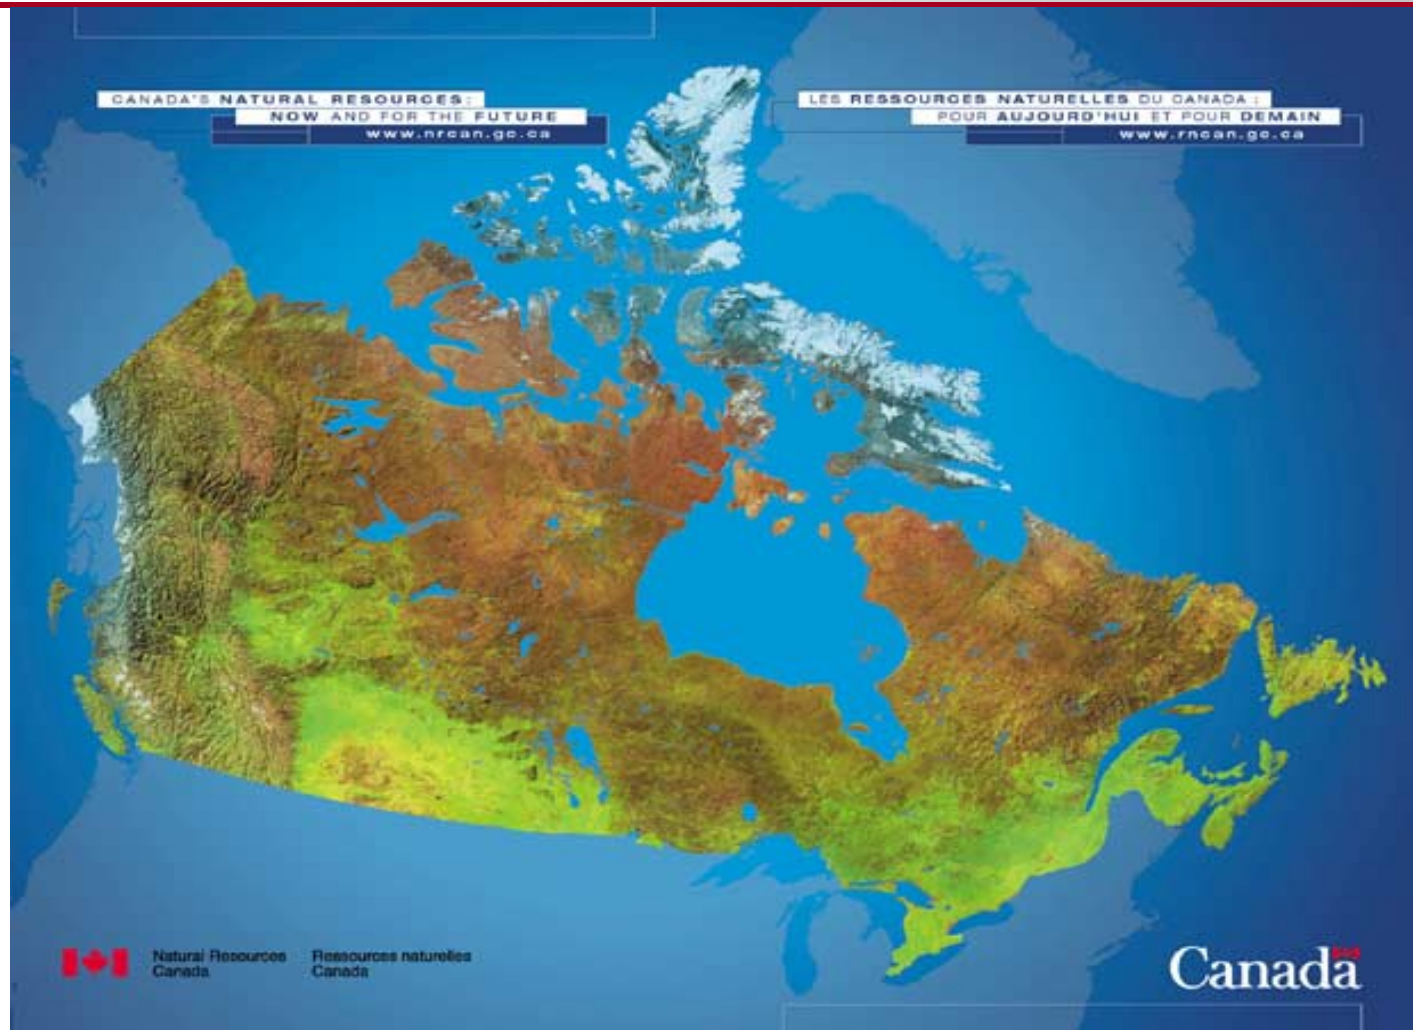 CANADA'S NATURAL RESOURCES:
NOW AND FOR THE FUTURE
www.nrcan.gc.ca
LES RESSOURCES NATURELLES DU CANADA :
POUR AUJOURD'HUI ET POUR DEMAIN
www.rncan.gc.ca
Natural Resources
Canada
Ressources naturelles
Canada
Canada